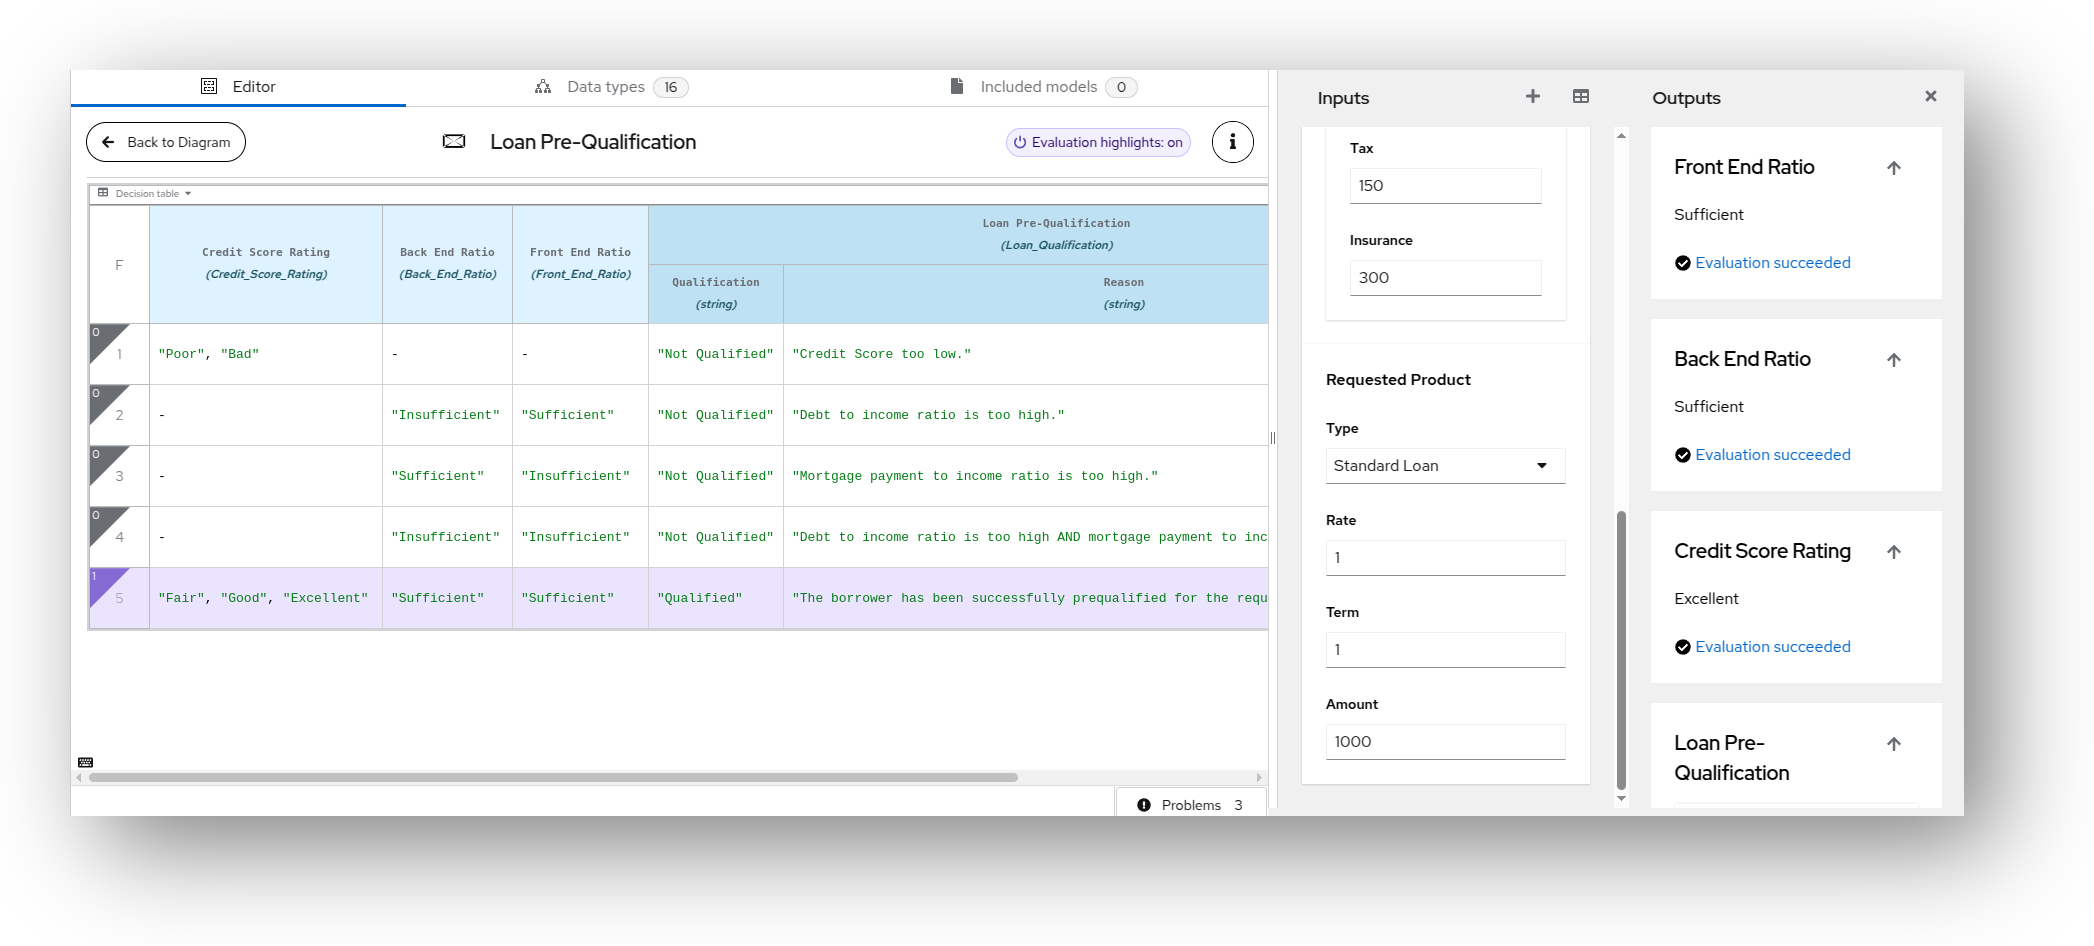 Editor
Data types 16
Included models 0
Back to Diagram
Loan Pre-Qualification
Evaluation highlights: on
Decision table
F
Credit Score Rating
(Credit_Score_Rating)
Back End Ratio
(Back_End_Ratio)
Front End Ratio
(Front_End_Ratio)
Loan Pre-Qualification
(Loan_Qualification)
Qualification
(string)
Reason
(string)
0
1 "Poor", "Bad" - - "Not Qualified" "Credit Score too low."
0
2 - "Insufficient" "Sufficient" "Not Qualified" "Debt to income ratio is too high."
0
3 - "Sufficient" "Insufficient" "Not Qualified" "Mortgage payment to income ratio is too high."
0
4 - "Insufficient" "Insufficient" "Not Qualified" "Debt to income ratio is too high AND mortgage payment to inc
1
5 "Fair", "Good", "Excellent" "Sufficient" "Sufficient" "Qualified" "The borrower has been successfully prequalified for the requ
Problems 3
Inputs
Tax
150
Insurance
300
Requested Product
Type
Standard Loan
Rate
1
Term
1
Amount
1000
Outputs
Front End Ratio
Sufficient
Evaluation succeeded
Back End Ratio
Sufficient
Evaluation succeeded
Credit Score Rating
Excellent
Evaluation succeeded
Loan Pre-
Qualification